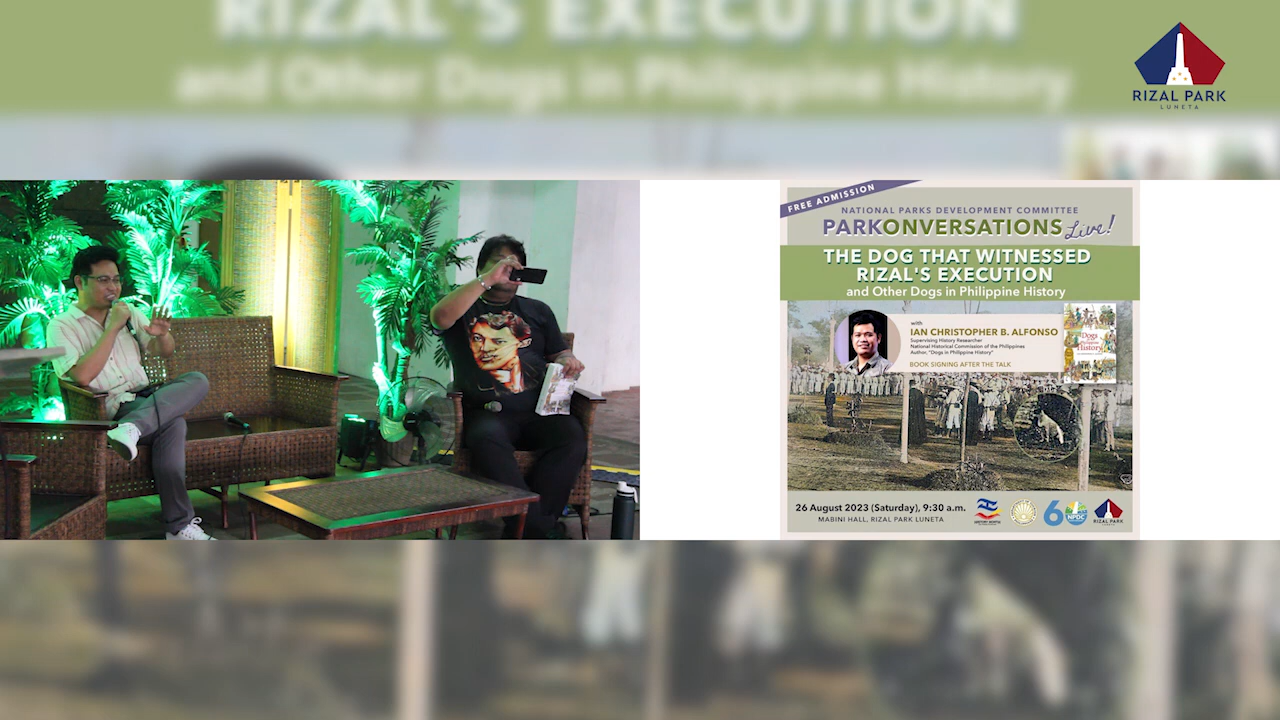 RIZAL'S EXECUTION
and Other Dogs in Philippine History
RIZAL PARK
LUNETA
FREE ADMISSION
NATIONAL PARKS DEVELOPMENT COMMITTEE
PARKONVERSATIONS Live!
THE DOG THAT WITNESSED
RIZAL'S EXECUTION
and Other Dogs in Philippine History
with
IAN CHRISTOPHER B. ALFONSO
Supervising History Researcher
National Historical Commission of the Philippines
Author, "Dogs in Philippine History"
BOOK SIGNING AFTER THE TALK
Dogs
History
26 August 2023 (Saturday), 9:30 a.m.
MABINI HALL, RIZAL PARK LUNETA
60
NPDC
RIZAL PARK